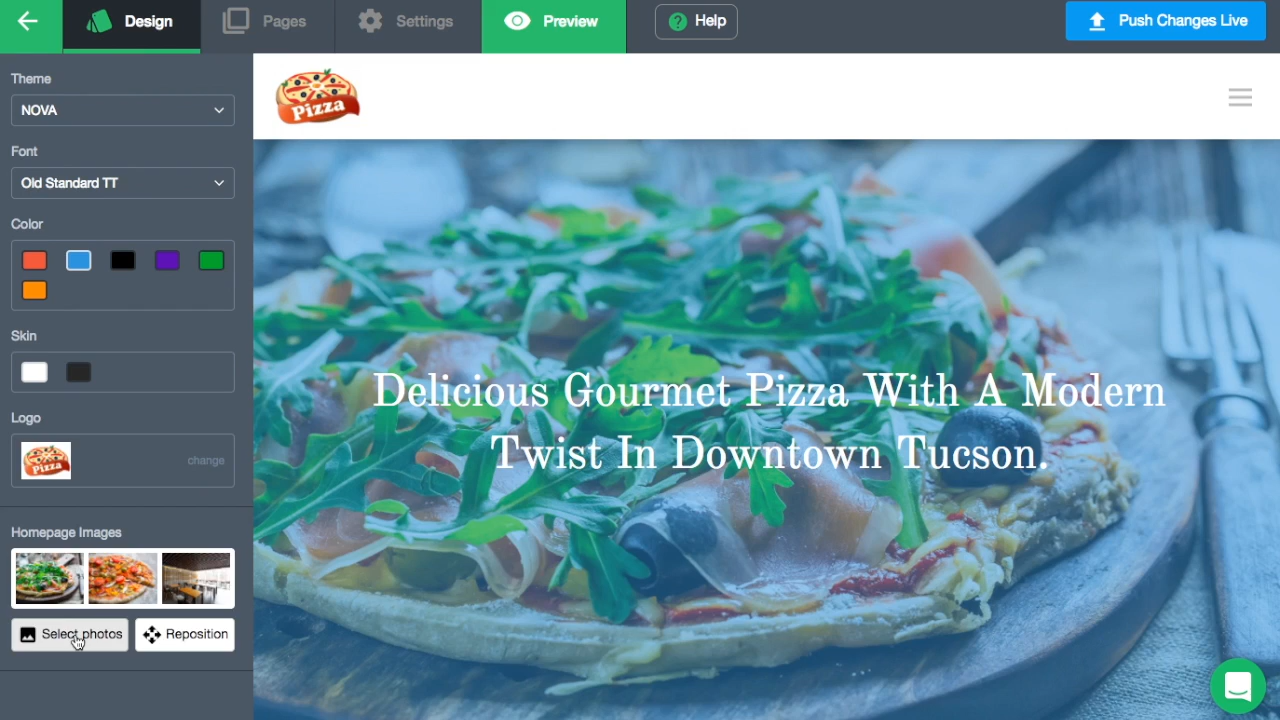 Design
Pages
Settings
Preview
Help
Push Changes Live
Theme
NOVA
Font
Old Standard TT
Color
Skin
Logo
Pizza
change
Homepage Images
Select photos
Reposition
Pizza
Delicious Gourmet Pizza With A Modern
Twist In Downtown Tucson.